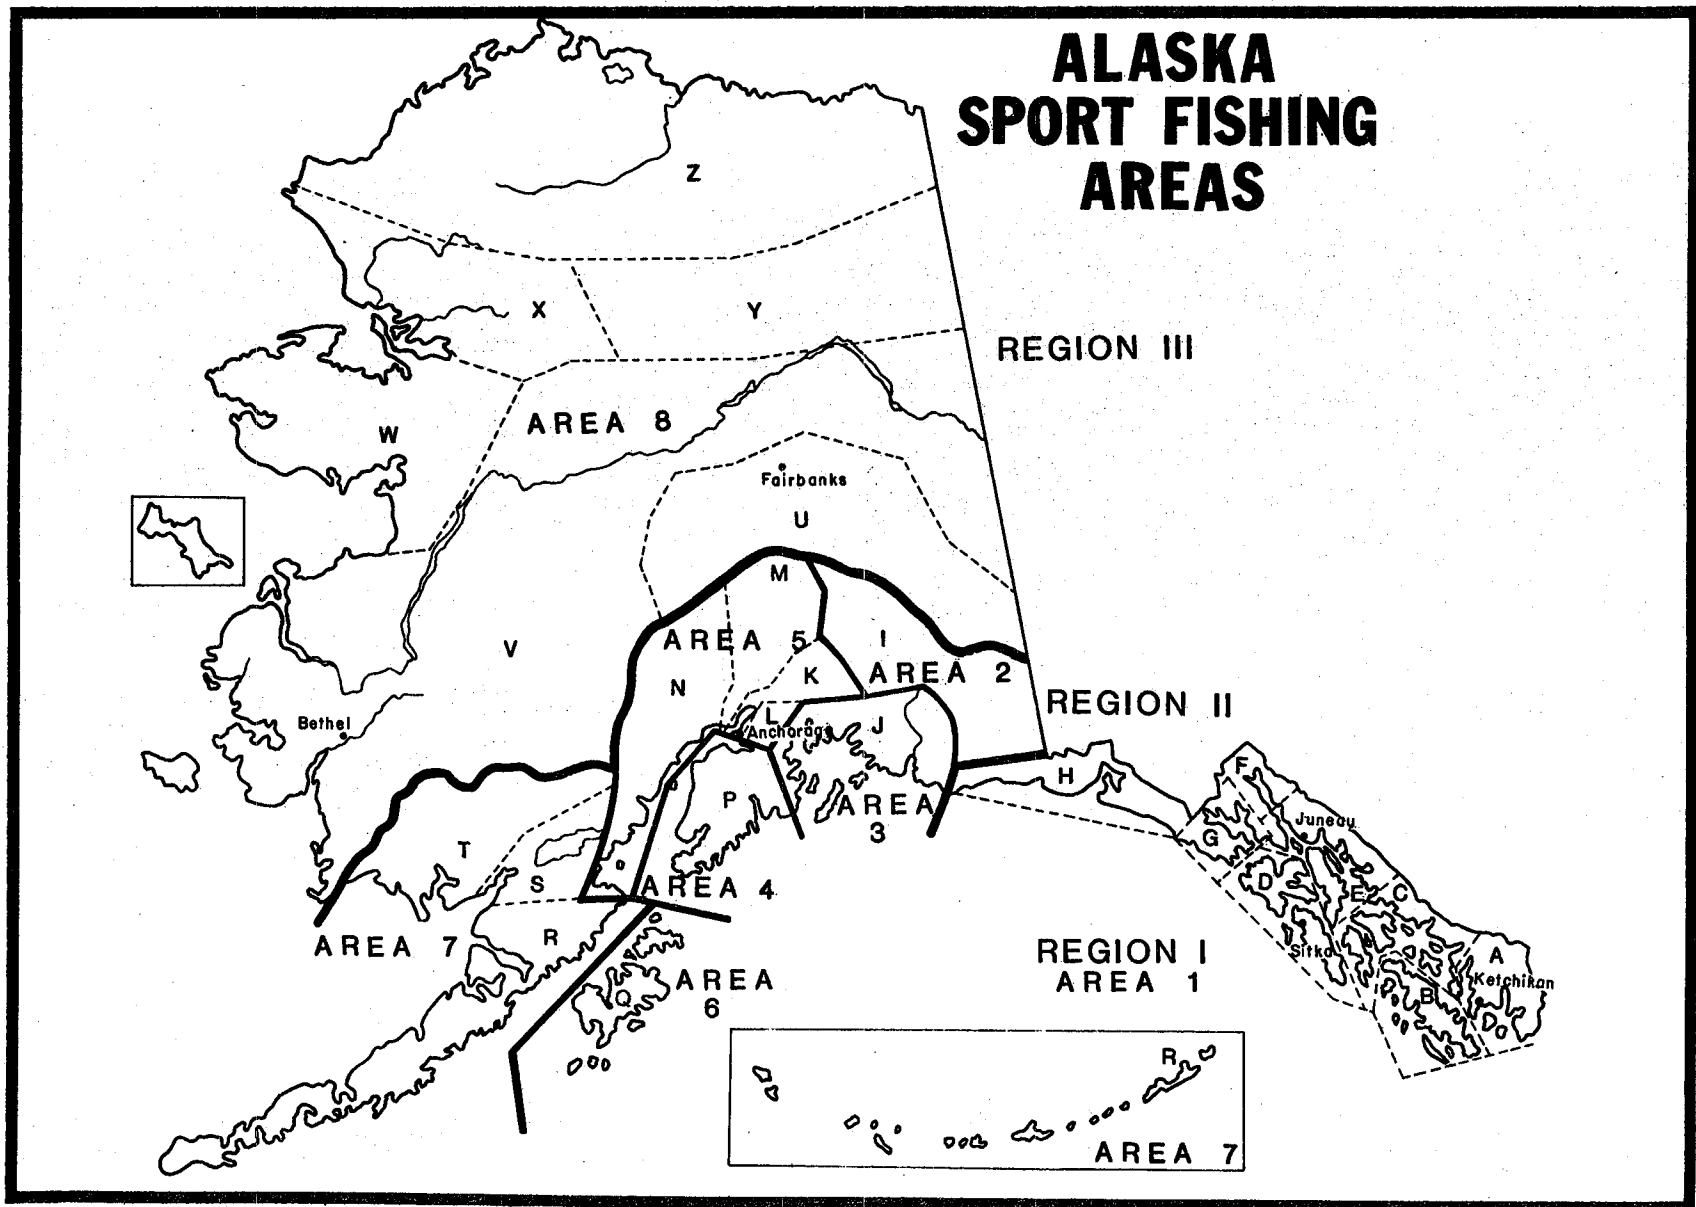 ALASKA
SPORT FISHING
AREAS
Z
X
Y
REGION III
AREA 8
W
Fairbanks
U
M
AREA 5
I
V
AREA 2
K
N
REGION II
L
J
Bethel
Anchorage
H
F
P
AREA
3
Juneau
G
T
S
AREA 4
D
E
C
AREA 7
R
REGION I
AREA 1
Sitka
A
Ketchikan
AREA
6
Q
B
R
AREA 7